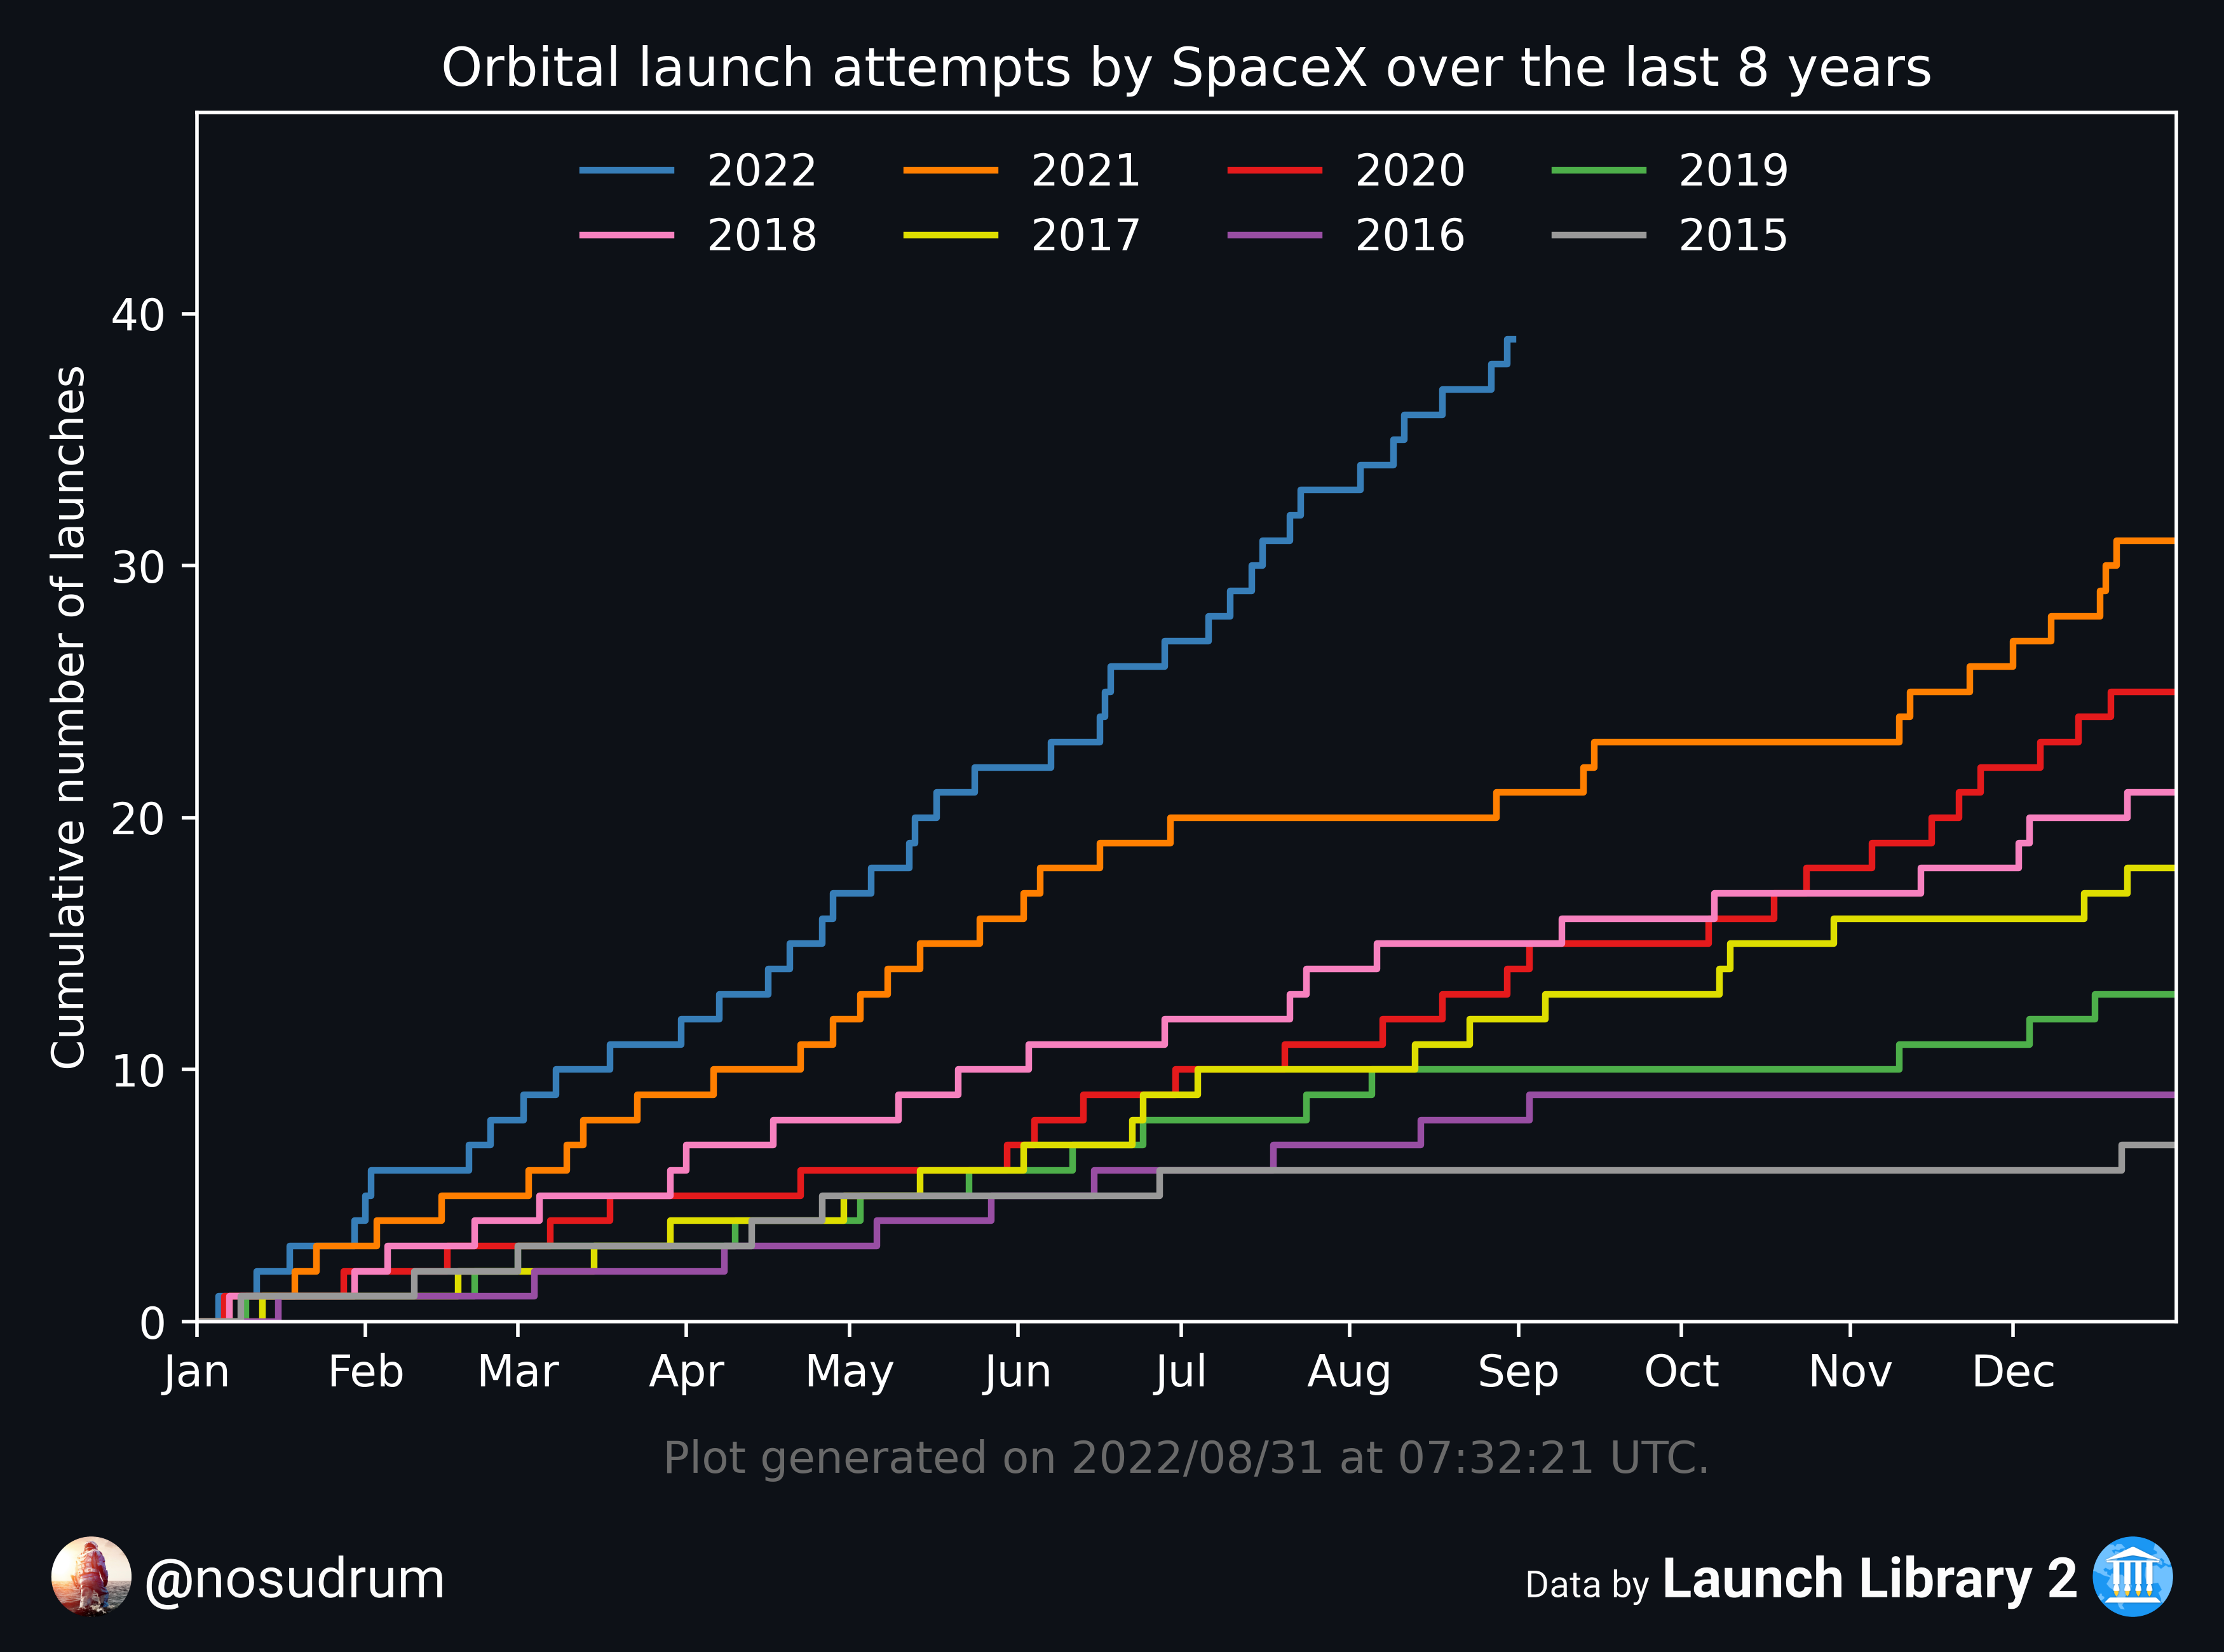 Orbital launch attempts by SpaceX over the last 8 years
2022 2021 2020 2019
2018 2017 2016 2015
Cumulative number of launches
40
30
20
10
0
Jan Feb Mar Apr May Jun Jul Aug Sep Oct Nov Dec
Plot generated on 2022/08/31 at 07:32:21 UTC.
@nosudrum
Data by Launch Library 2